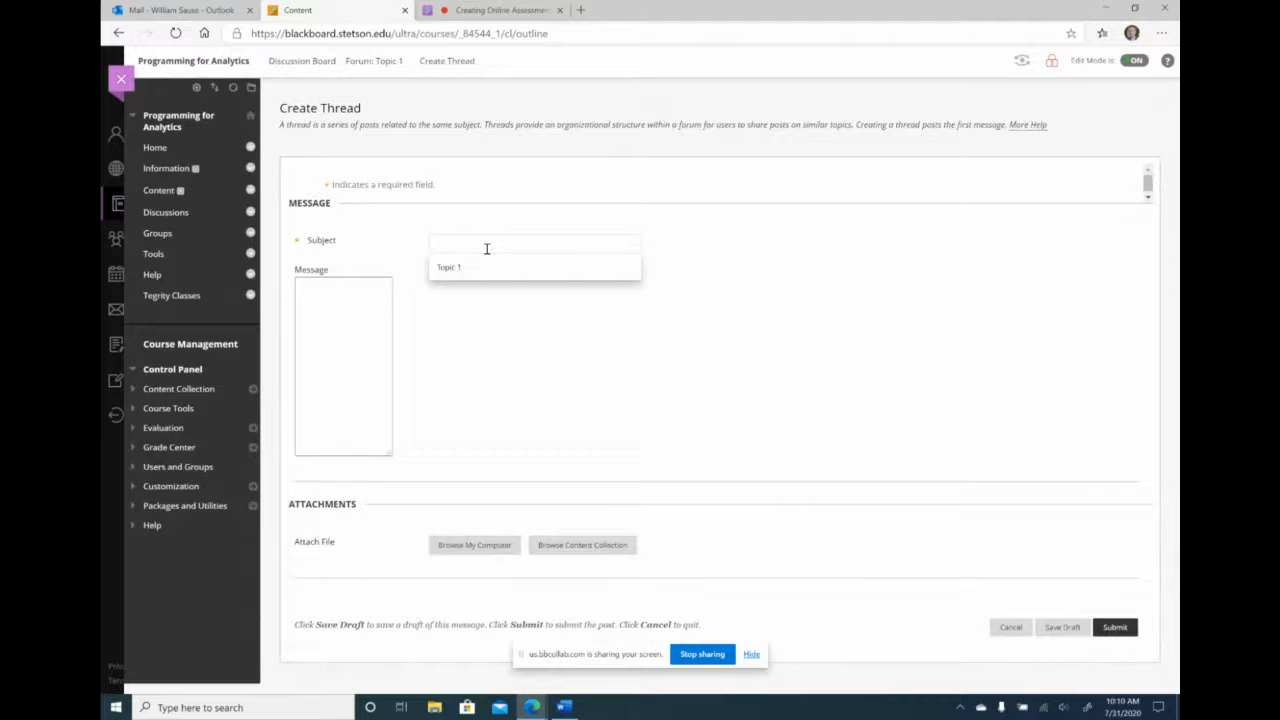 Mail - William Sause - Outlook
Content
Creating Online Assessm
https://blackboard.stetson.edu/ultra/courses/_84544_1/cl/outline
Programming for Analytics
Discussion Board
Forum: Topic 1
Create Thread
Edit Mode is:
ON
?
Programming for
Analytics
Home
Information
Content
Discussions
Groups
Tools
Help
Tegrity Classes
Course Management
Control Panel
Content Collection
Course Tools
Evaluation
Grade Center
Users and Groups
Customization
Packages and Utilities
Help
Priv
Term
Create Thread
A thread is a series of posts related to the same subject. Threads provide an organizational structure within a forum for users to share posts on similar topics. Creating a thread posts the first message. More Help
* Indicates a required field.
MESSAGE
* Subject
Topic 1
Message
ATTACHMENTS
Attach File
Browse My Computer
Browse Content Collection
Click Save Draft to save a draft of this message. Click Submit to submit the post. Click Cancel to quit.
Cancel
Save Draft
Submit
us.bbcollab.com is sharing your screen.
Stop sharing
Hide
Type here to search
10:10 AM
7/31/2020